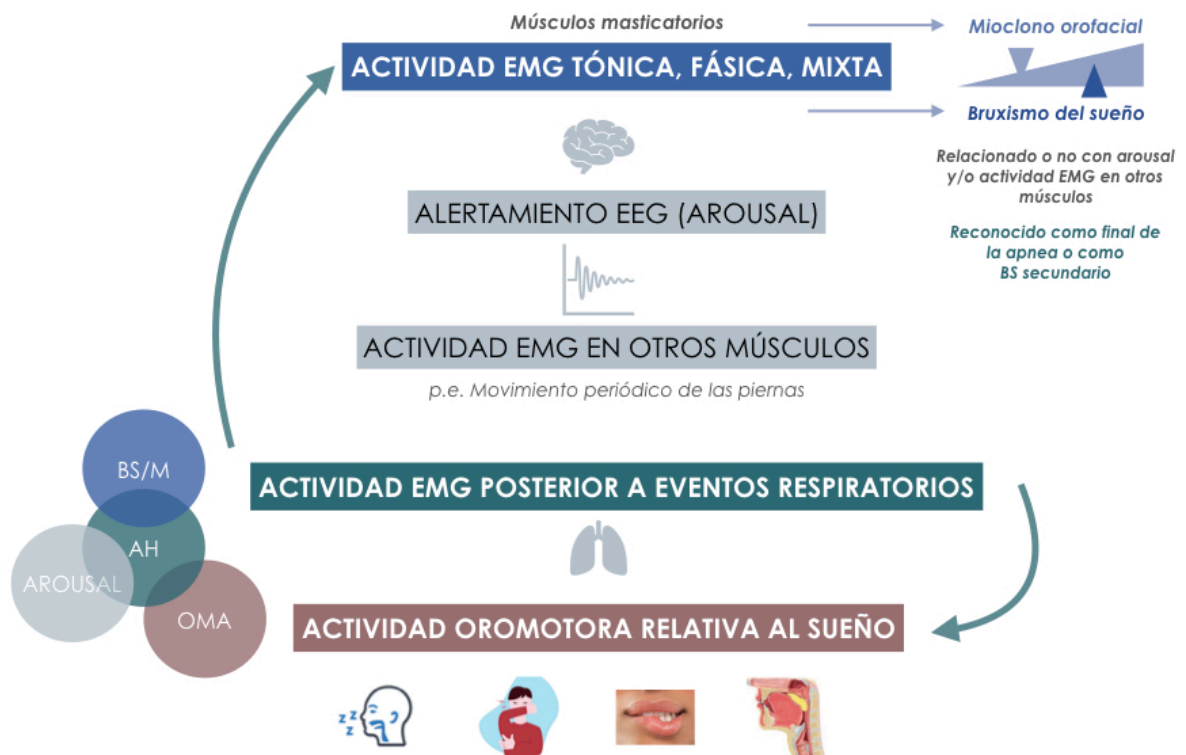 Músculos masticatorios
ACTIVIDAD EMG TÓNICA, FÁSICA, MIXTA
Mioclono orofacial
Bruxismo del sueño
Relacionado o no con arousal
y/o actividad EMG en otros
músculos
Reconocido como final de
la apnea o como
BS secundario
ALERTAMIENTO EEG (AROUSAL)
ACTIVIDAD EMG EN OTROS MÚSCULOS
p.e. Movimiento periódico de las piernas
BS/M
AH
AROUSAL
OMA
ACTIVIDAD EMG POSTERIOR A EVENTOS RESPIRATORIOS
ACTIVIDAD OROMOTORA RELATIVA AL SUEÑO
z z z